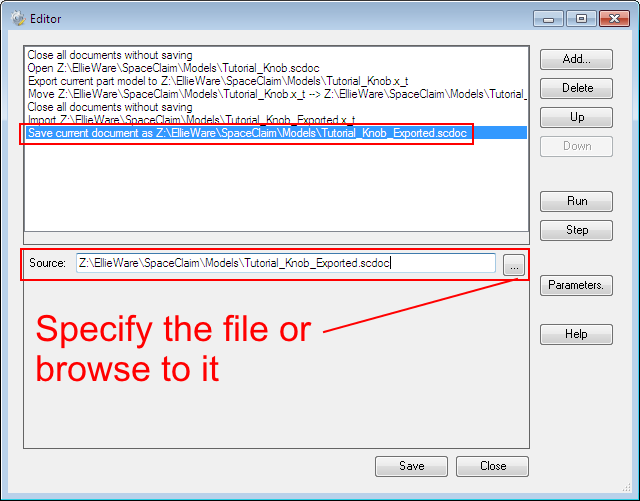 Editor
Close all documents without saving
Open Z:\EllieWare\SpaceClaim\Models\Tutorial_Knob.scdoc
Export current part model to Z:\EllieWare\SpaceClaim\Models\Tutorial_Knob.x_t
Move Z:\EllieWare\SpaceClaim\Models\Tutorial_Knob.x_t --> Z:\EllieWare\SpaceClaim\Models\Tutorial_
Close all documents without saving
Import Z:\EllieWare\SpaceClaim\Models\Tutorial_Knob_Exported.x_t
Save current document as Z:\EllieWare\SpaceClaim\Models\Tutorial_Knob_Exported.scdoc
Add...
Delete
Up
Down
Run
Step
Source: Z:\EllieWare\SpaceClaim\Models\Tutorial_Knob_Exported.scdoc ...
Parameters.
Help
Specify the file or
browse to it
Save Close